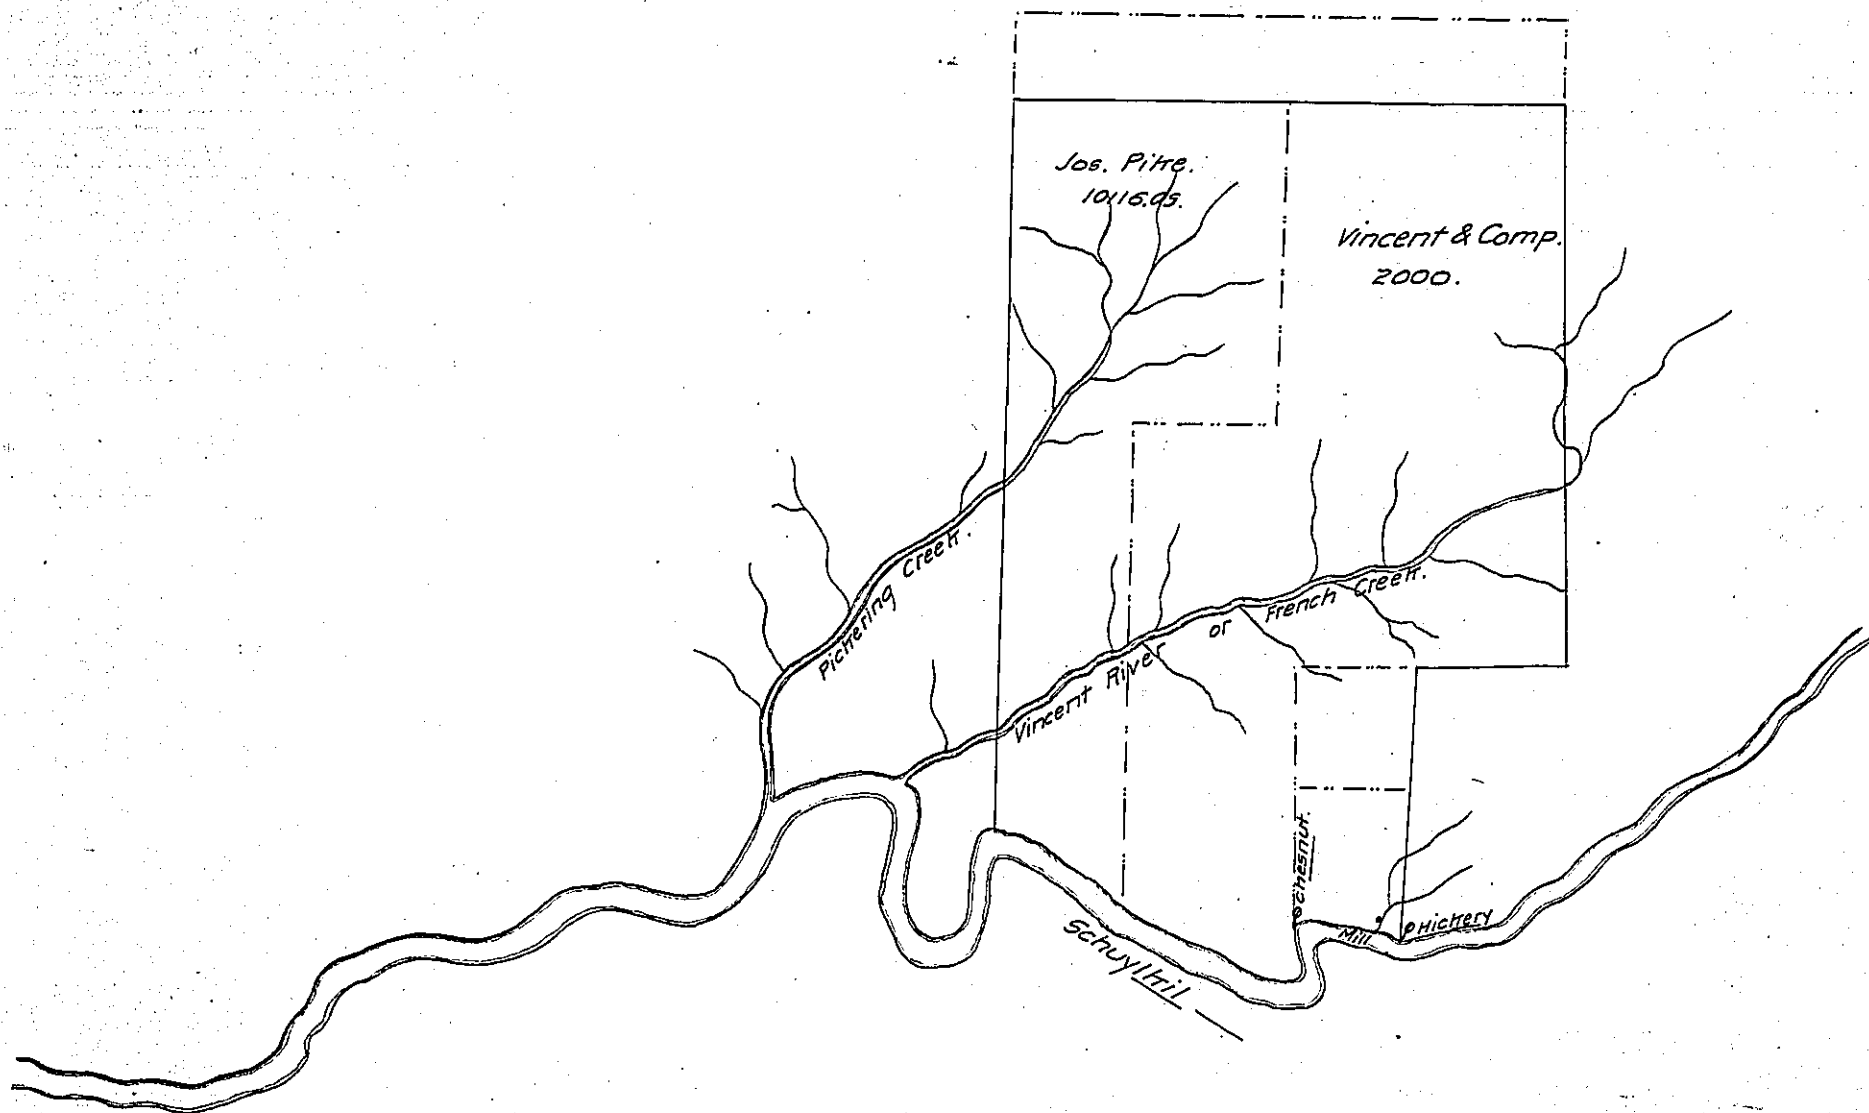 Jos. Pike.
10116.as.
Vincent & Comp.
2000.
Pickering Creek.
Vincent River or French Creek.
Chesnut.
Mill
Hickery
Schuylkil